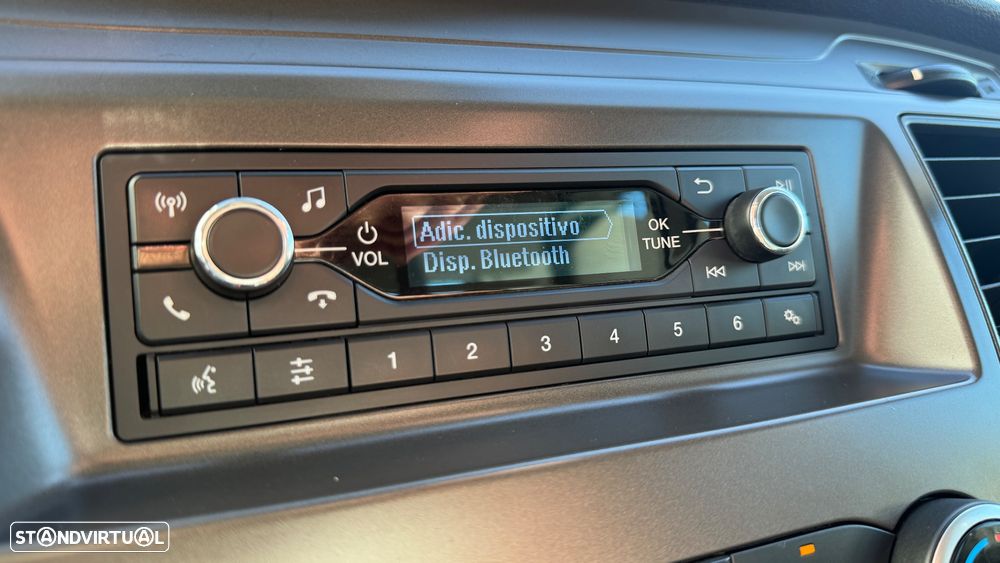 Adic. dispositivo
Disp. Bluetooth
VOL
OK
TUNE
1 2 3 4 5 6
STANDVIRTUAL